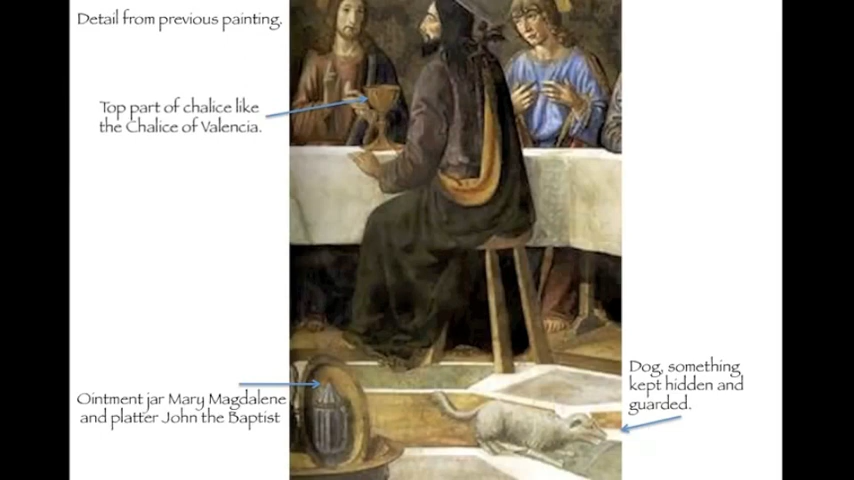 Detail from previous painting.
Top part of chalice like
the Chalice of Valencia.
Dog, something
kept hidden and
guarded.
Ointment jar Mary Magdalene
and platter John the Baptist